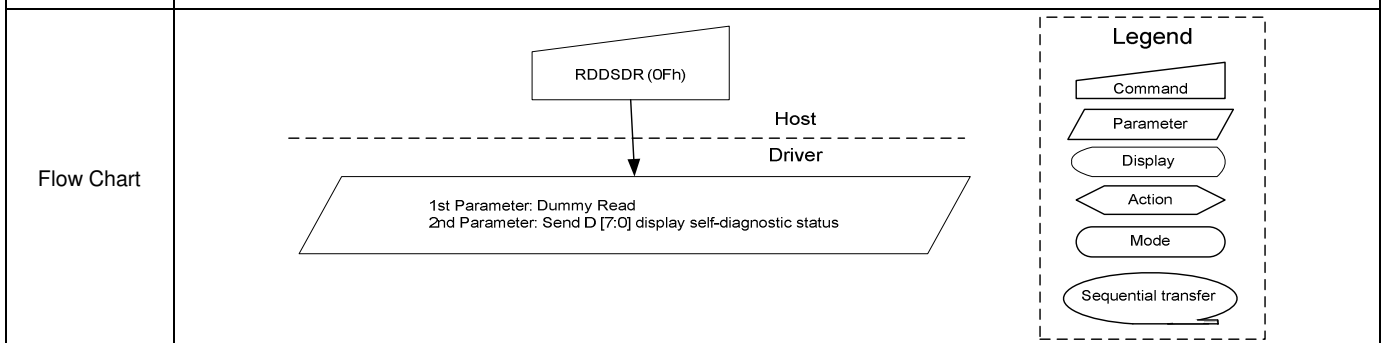 Flow Chart
RDDSDR (0Fh)
Host
Driver
1st Parameter: Dummy Read
2nd Parameter: Send D [7:0] display self-diagnostic status
Legend
Command
Parameter
Display
Action
Mode
Sequential transfer